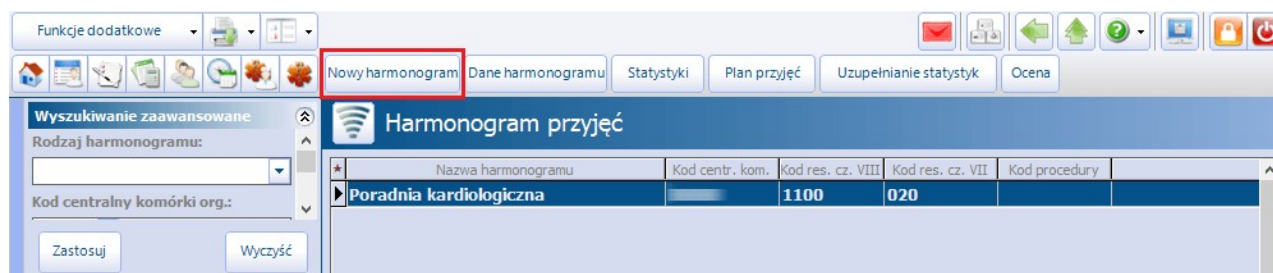 Funkcje dodatkowe
Nowy harmonogram Dane harmonogramu Statystyki Plan przyjęć Uzupełnianie statystyk Ocena
Wyszukiwanie zaawansowane
Harmonogram przyjęć
Rodzaj harmonogramu:
Nazwa harmonogramu Kod centr. kom. Kod res. cz. VIII Kod res. cz. VII Kod procedury
Poradnia kardiologiczna 1100 020
Kod centralny komórki org.:
Zastosuj Wyczyść